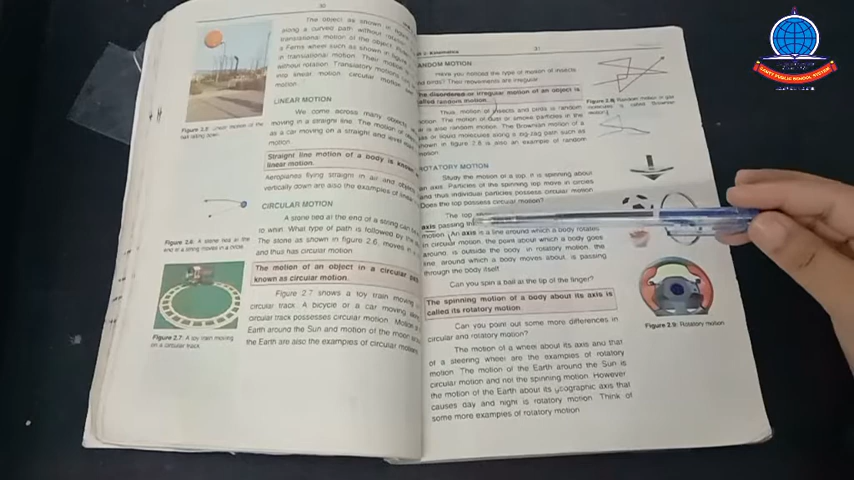 30
The object as shown in figure
along a curved path without rotation
translational motion of the object.
a Ferris wheel such as shown in figure
in translational motion. Their motion
without rotation. Translatory motions
linear motion, circular motion
motion.
LINEAR MOTION
We come across many objects
moving in a straight line. The motion of
as a car moving on a straight and level
motion.
Straight line motion of a body is known
linear motion.
Aeroplanes flying straight in air and objects
vertically down are also the examples of linear
Figure 2.5: Linear motion of the
ball falling down.
CIRCULAR MOTION
A stone tied at the end of a string can be
to whirl. What type of path is followed by the
The stone as shown in figure 2.6, moves in a
and thus has circular motion.
Figure 2.6: A stone tied at the
end of a string moves in a circle
The motion of an object in a circular path
known as circular motion.
Figure 2.7 shows a toy train moving
circular track. A bicycle or a car moving along
circular track possesses circular motion. Motion
Earth around the Sun and motion of the moon
the Earth are also the examples of circular motion
Figure 2.7: A toy train moving
on a circular track.
2: Kinematics
31
RANDOM MOTION
Have you noticed the type of motion of insects
and birds? Their movements are irregular.
The disordered or irregular motion of an object is
called random motion.
Thus, motion of insects and birds is random
motion. The motion of dust or smoke particles in the
air is also random motion. The Brownian motion of a
gas or liquid molecules along a zig-zag path such as
shown in figure 2.8 is also an example of random
motion.
Figure 2.8: Random motion of gas
molecules is called Brownian
motion.
ROTATORY MOTION
Study the motion of a top. It is spinning about
an axis. Particles of the spinning top move in circles
and thus individual particles possess circular motion.
Does the top possess circular motion?
The top
axis passing
motion. An axis is a line around which a body rotates.
In circular motion, the point about which a body goes
around, is outside the body. In rotatory motion, the
line, around which a body moves about, is passing
through the body itself.
Can you spin a ball at the tip of the finger?
The spinning motion of a body about its axis is
called its rotatory motion.
Can you point out some more differences in
circular and rotatory motion?
The motion of a wheel about its axis and that
of a steering wheel are the examples of rotatory
motion. The motion of the Earth around the Sun is
circular motion and not the spinning motion. However
the motion of the Earth about its geographic axis that
causes day and night is rotatory motion. Think of
some more examples of rotatory motion.
Figure 2.9: Rotatory motion
SAINTY PUBLIC SCHOOL SYSTEM